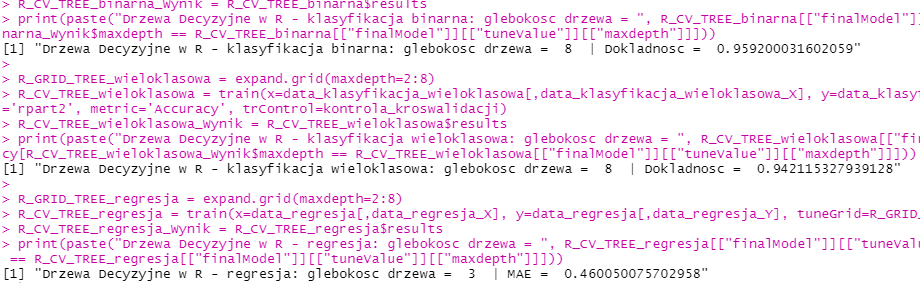 > R_CV_TREE_binarna_Wynik = R_CV_TREE_binarna$results
> print(paste("Drzewa Decyzyjne w R - klasyfikacja binarna: glebokosc drzewa = ", R_CV_TREE_binarna[["finalModel"]
narna_Wynik$maxdepth == R_CV_TREE_binarna[["finalModel"]][["tuneValue"]][["maxdepth"]]]))
[1] "Drzewa Decyzyjne w R - klasyfikacja binarna: glebokosc drzewa =  8  | Dokladnosc =  0.959200031602059"
>
> R_GRID_TREE_wieloklasowa = expand.grid(maxdepth=2:8)
> R_CV_TREE_wieloklasowa = train(x=data_klasyfikacja_wieloklasowa[,data_klasyfikacja_wieloklasowa_X], y=data_klasyf
='rpart2', metric='Accuracy', trControl=kontrola_kroswalidacji)
> R_CV_TREE_wieloklasowa_Wynik = R_CV_TREE_wieloklasowa$results
> print(paste("Drzewa Decyzyjne w R - klasyfikacja wieloklasowa: glebokosc drzewa = ", R_CV_TREE_wieloklasowa[["fin
cy[R_CV_TREE_wieloklasowa_Wynik$maxdepth == R_CV_TREE_wieloklasowa[["finalModel"]][["tuneValue"]][["maxdepth"]]]))
[1] "Drzewa Decyzyjne w R - klasyfikacja wieloklasowa: glebokosc drzewa =  8  | Dokladnosc =  0.942115327939128"
>
> R_GRID_TREE_regresja = expand.grid(maxdepth=2:8)
> R_CV_TREE_regresja = train(x=data_regresja[,data_regresja_X], y=data_regresja[,data_regresja_Y], tuneGrid=R_GRID_
> R_CV_TREE_regresja_Wynik = R_CV_TREE_regresja$results
> print(paste("Drzewa Decyzyjne w R - regresja: glebokosc drzewa = ", R_CV_TREE_regresja[["finalModel"]][["tuneValu
 == R_CV_TREE_regresja[["finalModel"]][["tuneValue"]][["maxdepth"]]]))
[1] "Drzewa Decyzyjne w R - regresja: glebokosc drzewa =  3  | MAE =  0.460050075702958"